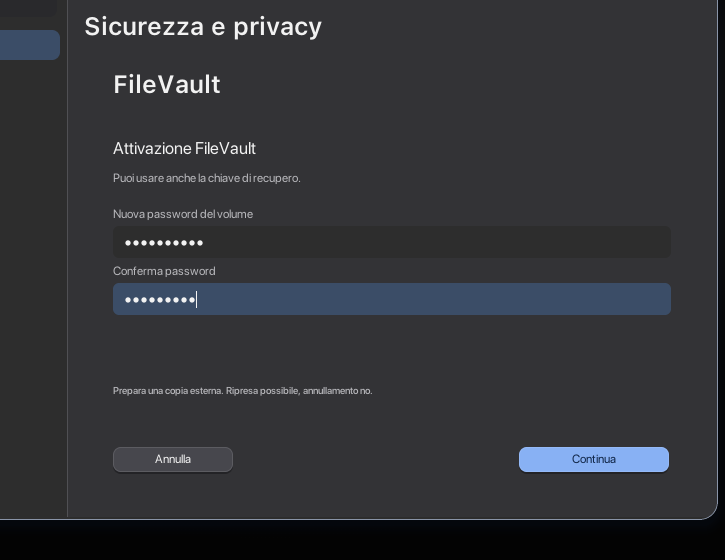 Sicurezza e privacy
FileVault
Attivazione FileVault
Puoi usare anche la chiave di recupero.
Nuova password del volume
••••••••••
Conferma password
•••••••••
Prepara una copia esterna. Ripresa possibile, annullamento no.
Annulla
Continua